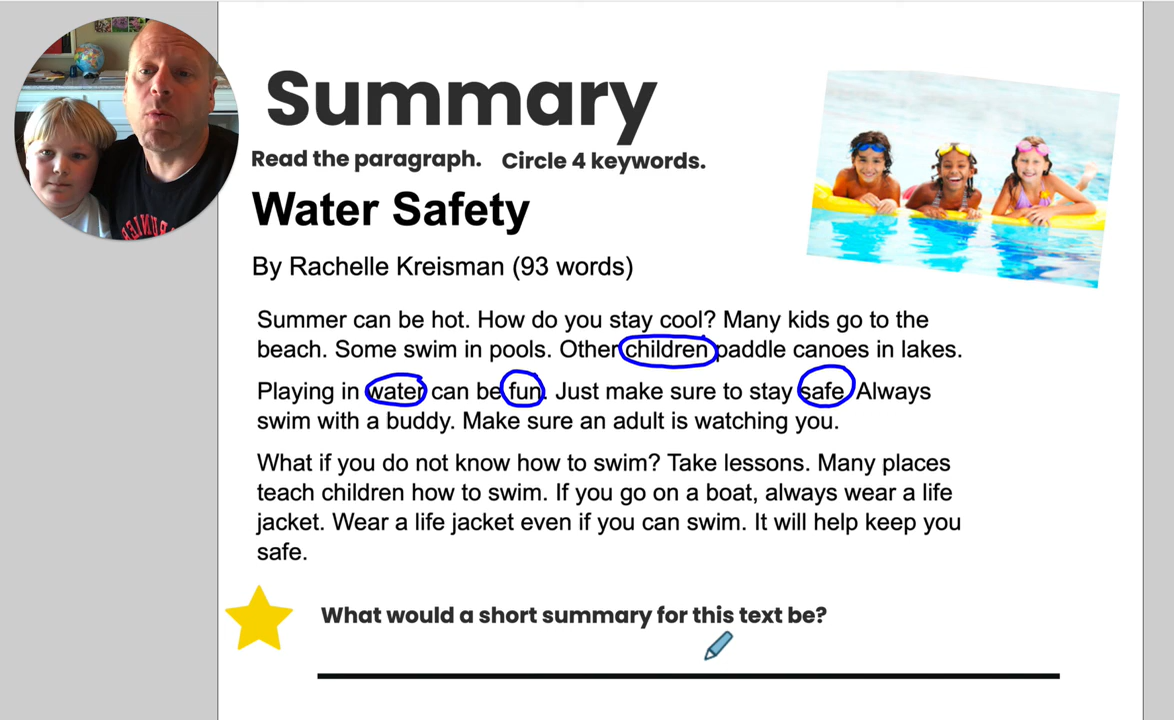 Summary
Read the paragraph. Circle 4 keywords.
Water Safety
By Rachelle Kreisman (93 words)
Summer can be hot. How do you stay cool? Many kids go to the
beach. Some swim in pools. Other children paddle canoes in lakes.
Playing in water can be fun. Just make sure to stay safe. Always
swim with a buddy. Make sure an adult is watching you.
What if you do not know how to swim? Take lessons. Many places
teach children how to swim. If you go on a boat, always wear a life
jacket. Wear a life jacket even if you can swim. It will help keep you
safe.
What would a short summary for this text be?